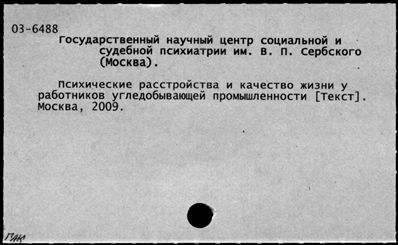 03-6488
Государственный научный центр социальной и
судебной психиатрии им. В. П. Сербского
(Москва).
Психические расстройства и качество жизни у
работников угледобывающей промышленности [Текст].
Москва, 2009.